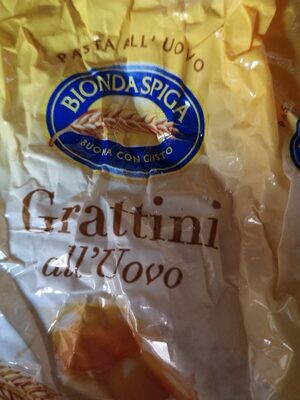 PASTA ALL'UOVO
BIONDA SPIGA
BUONA CON GUSTO
Grattini
all'Uovo